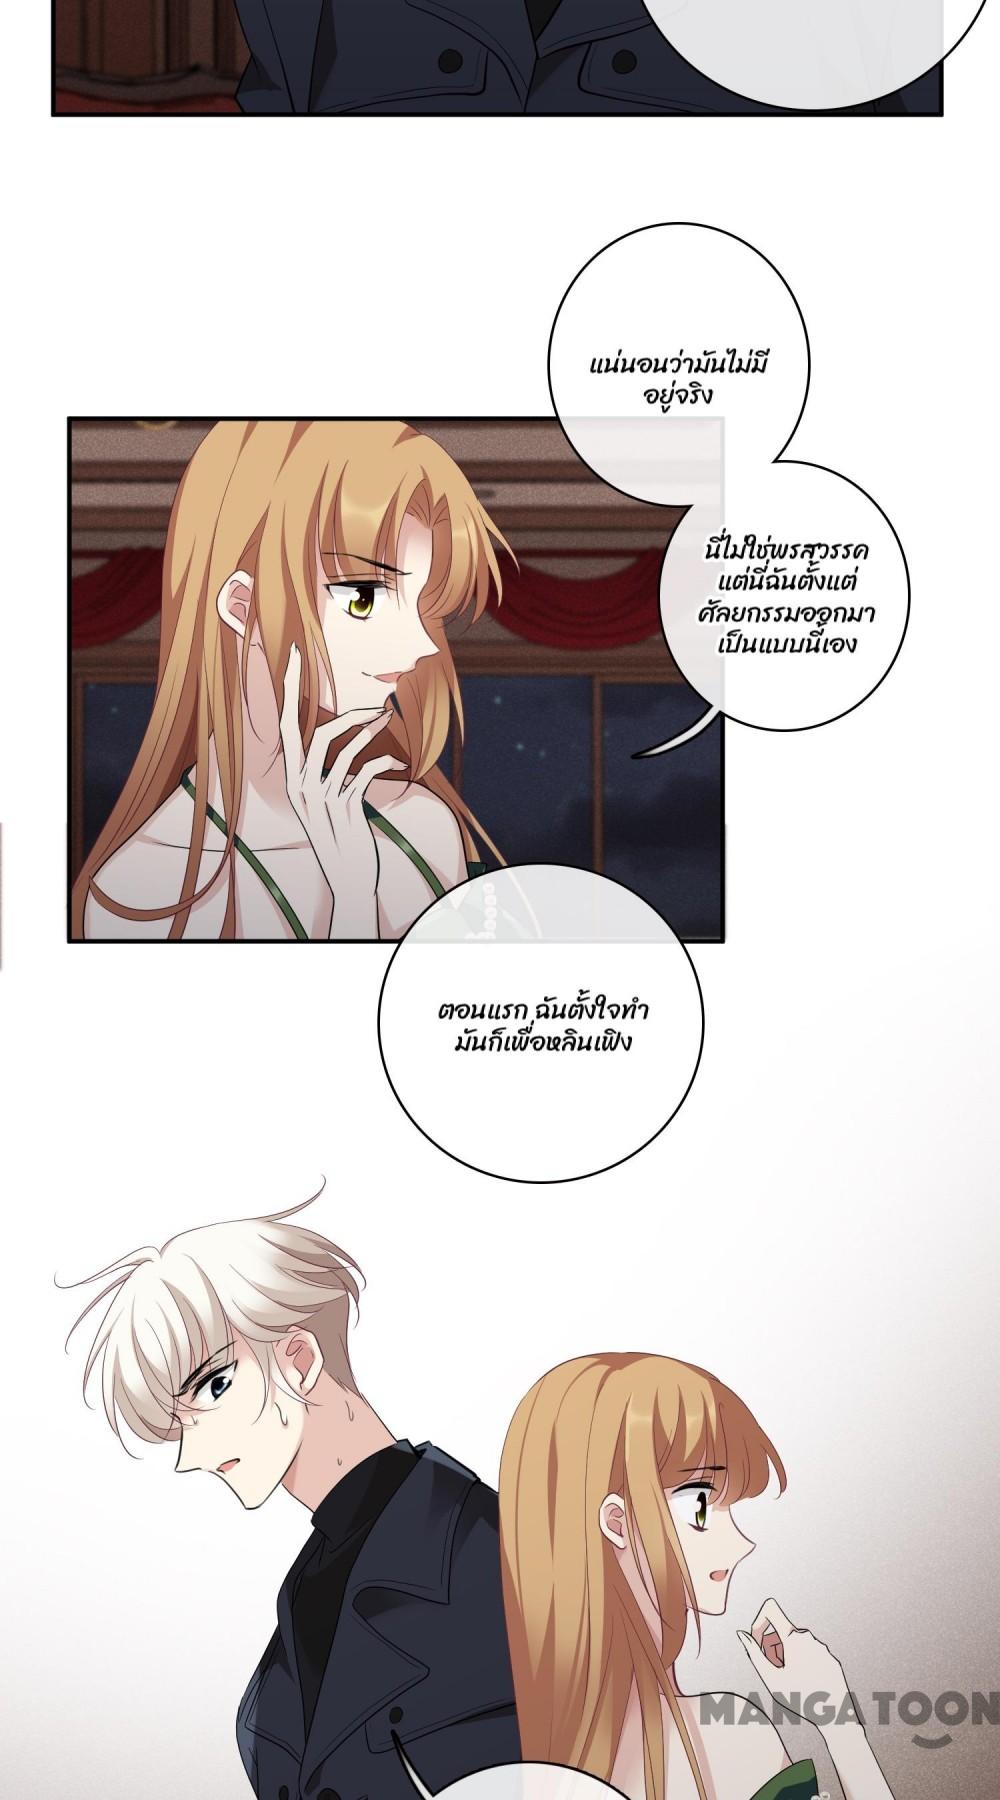 แน่นอนว่ามันไม่มี
อยู่จริง
นี่ไม่ใช่พรสวรรค์
แต่นี่ฉันตั้งแต่
ศัลยกรรมออกมา
เป็นแบบนี้เอง
ตอนแรก ฉันตั้งใจทำ
มันก็เพื่อหลินเฟิง
MANGATOON